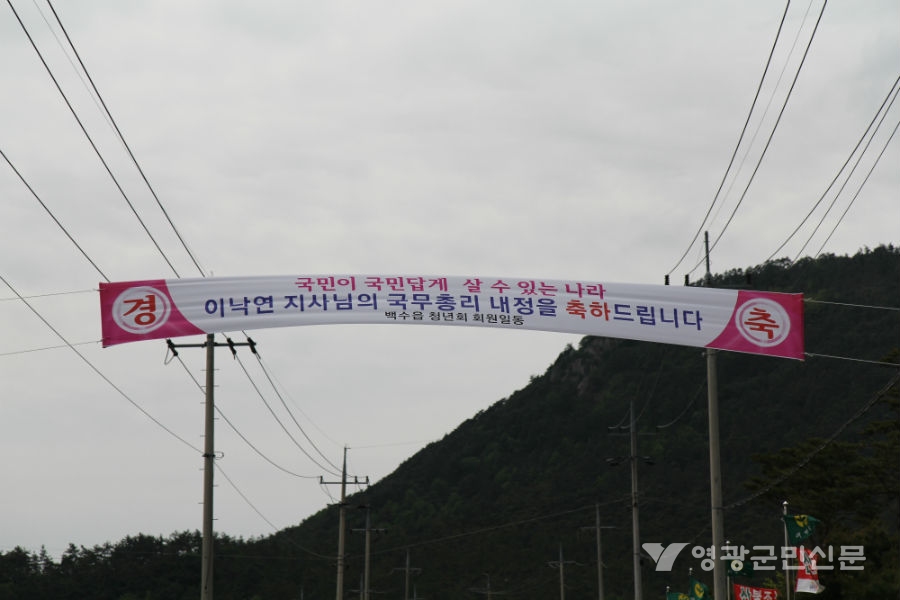 국민이 국민답게 살 수 있는 나라
경 이낙연 지사님의 국무총리 내정을 축하드립니다 축
백수읍 청년회 회원일동
영광군민신문